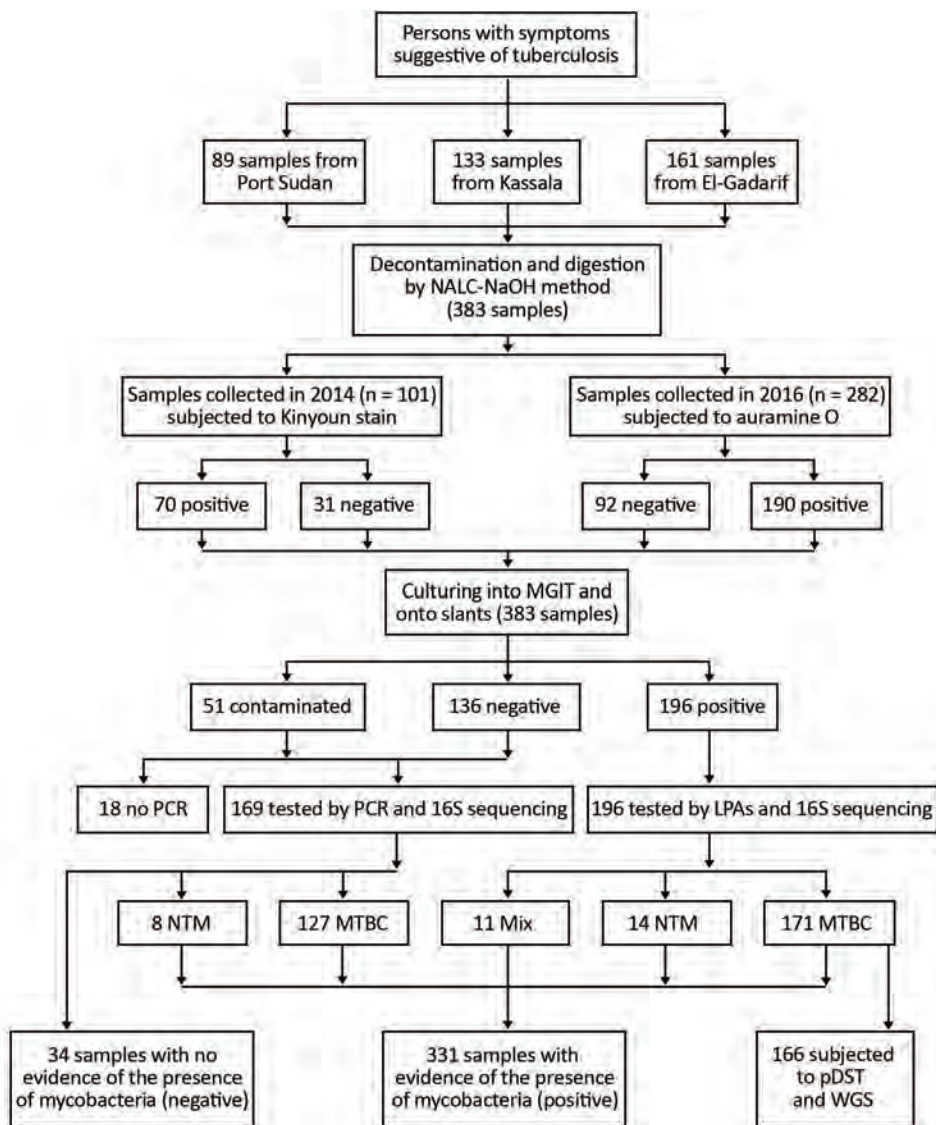 Persons with symptoms
suggestive of tuberculosis
89 samples from
Port Sudan
133 samples
from Kassala
161 samples
from El-Gadarif
Decontamination and digestion
by NALC-NaOH method
(383 samples)
Samples collected in 2014 (n = 101)
subjected to Kinyoun stain
Samples collected in 2016 (n = 282)
subjected to auramine O
70 positive
31 negative
92 negative
190 positive
Culturing into MGIT and
onto slants (383 samples)
51 contaminated
136 negative
196 positive
18 no PCR
169 tested by PCR and 16S sequencing
196 tested by LPAs and 16S sequencing
8 NTM
127 MTBC
11 Mix
14 NTM
171 MTBC
34 samples with no
evidence of the presence
of mycobacteria (negative)
331 samples with
evidence of the presence
of mycobacteria (positive)
166 subjected
to pDST
and WGS